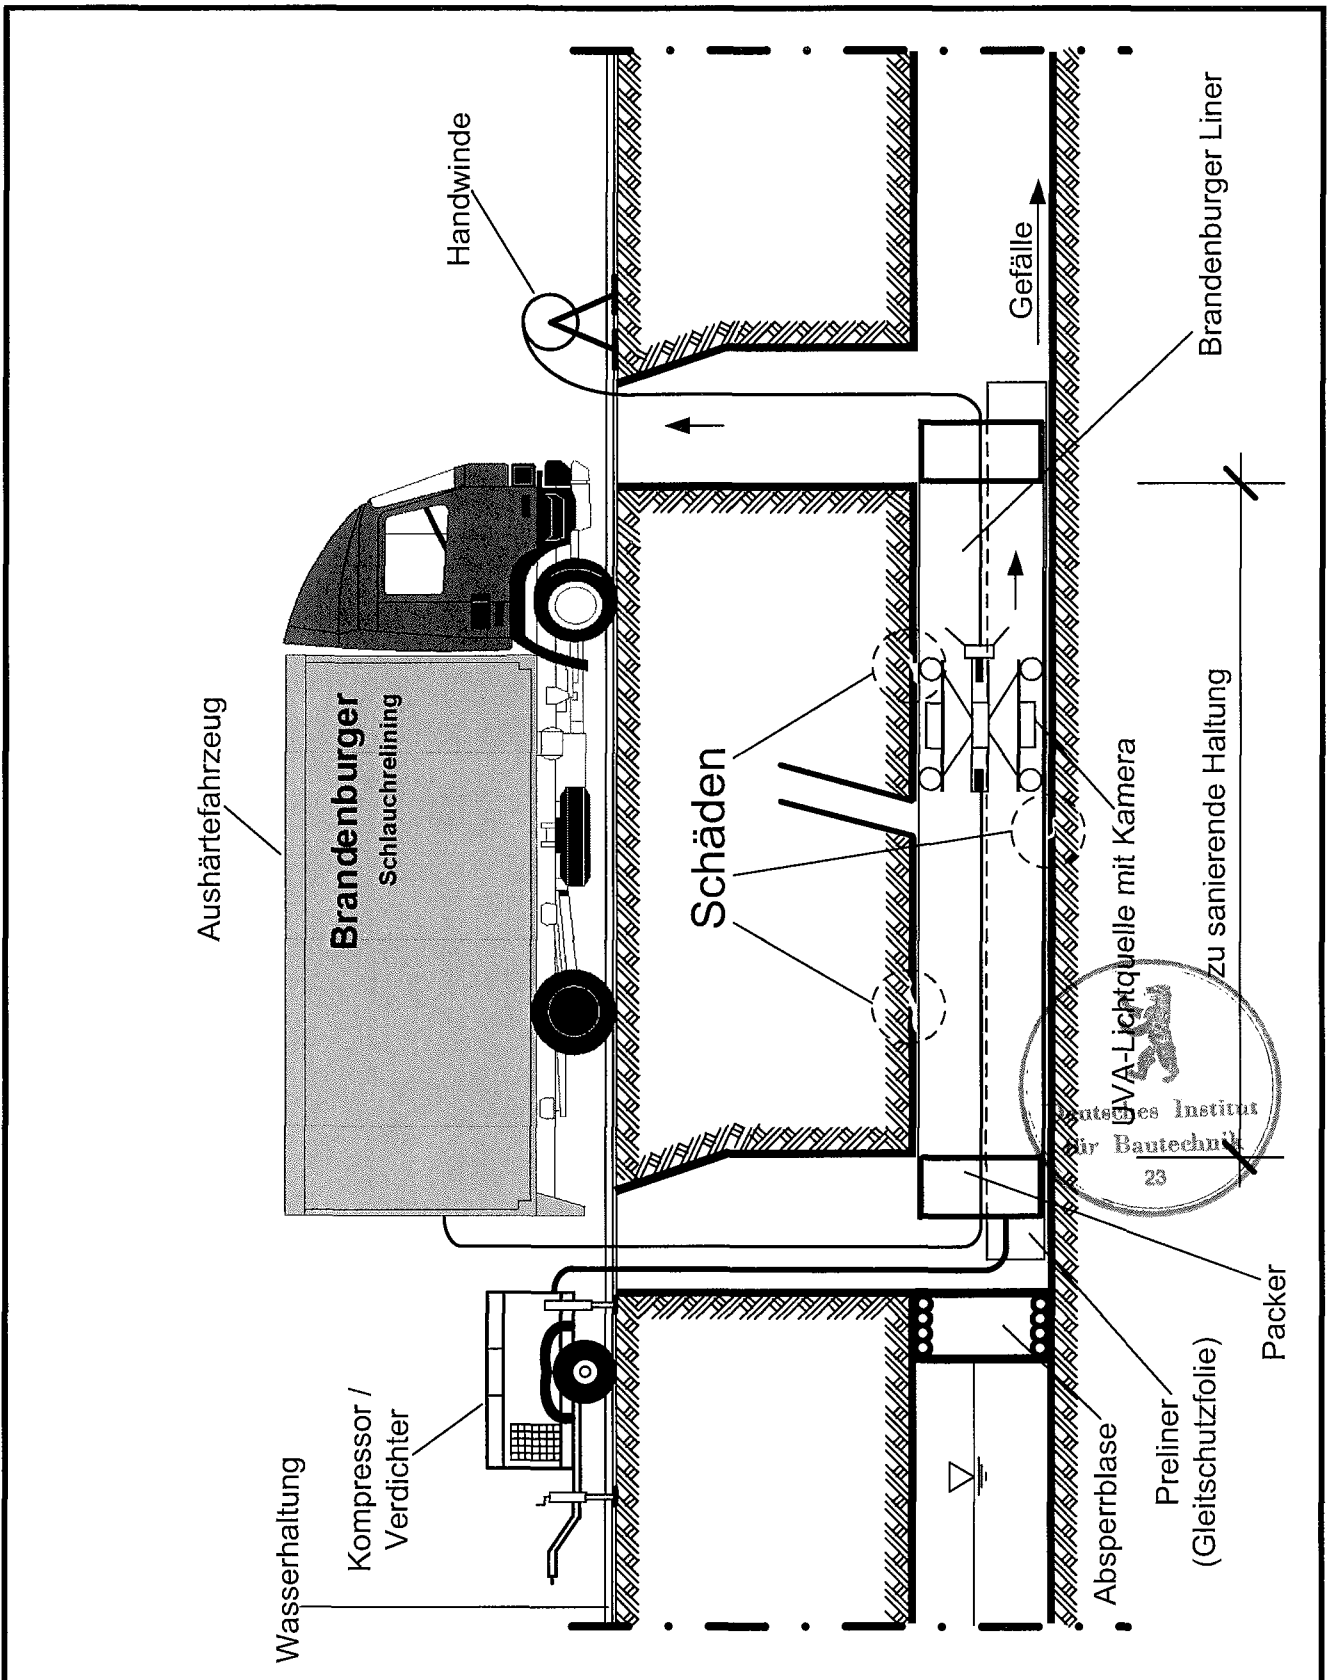 Wasserhaltung
Kompressor /
Verdichter
Aushärtefahrzeug
Brandenburger
Schlauchrelining
Handwinde
Schäden
Gefälle
Absperrblase
Preliner
(Gleitschutzfolie)
Packer
UVA-Lichtquelle mit Kamera
zu sanierende Haltung
Brandenburger Liner
Deutsches Institut
für Bautechnik
23